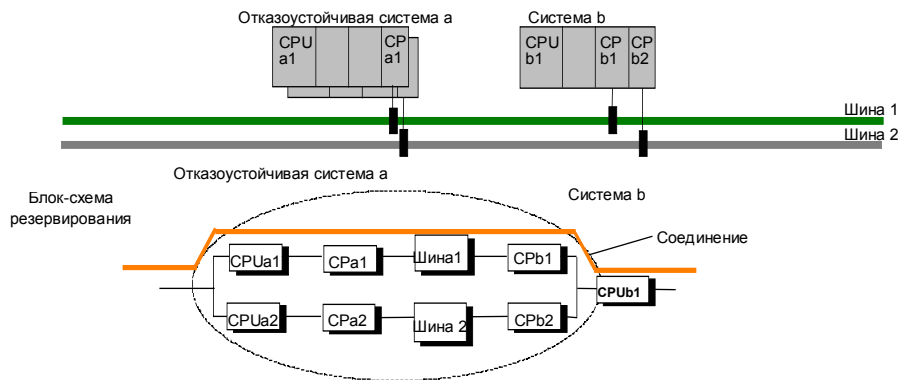 Отказоустойчивая система a
Система b
CPU
a1
CP
a1
CPU
b1
CP
b1
CP
b2
Шина 1
Шина 2
Отказоустойчивая система a
Система b
Блок-схема
резервирования
Соединение
CPUa1
CPa1
Шина1
CPb1
CPUb1
CPUa2
CPa2
Шина 2
CPb2